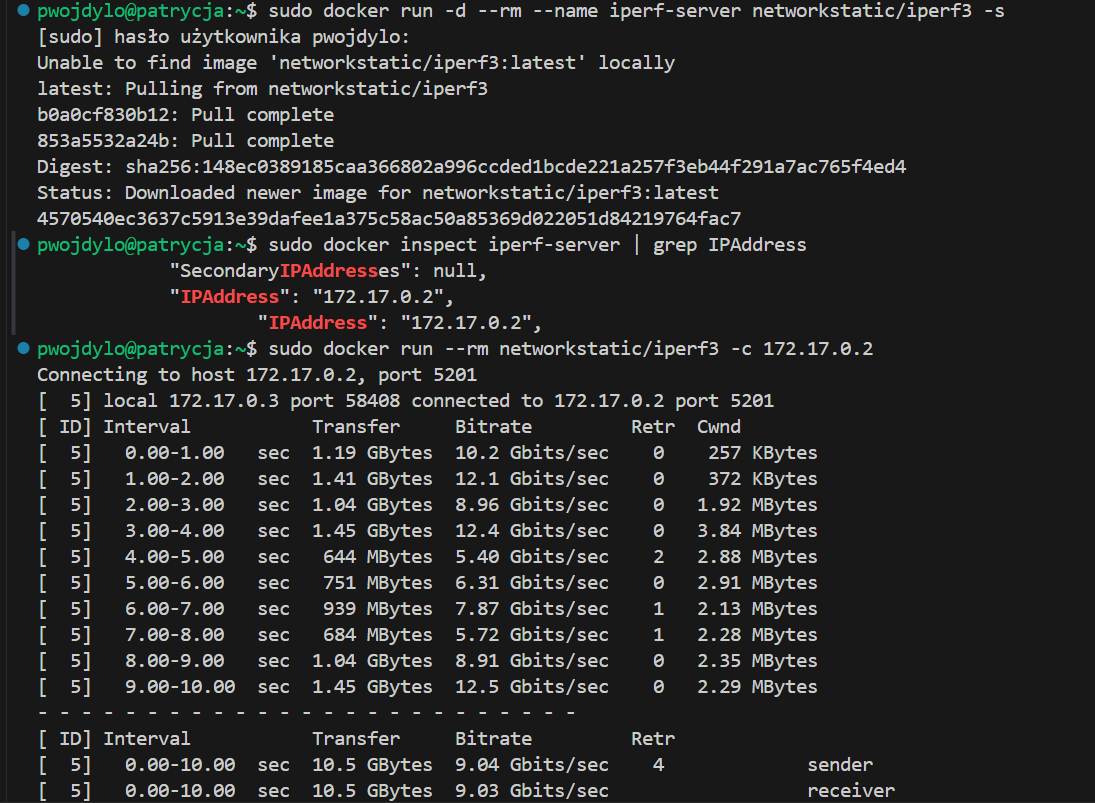 pwojdylo@patrycja:~$ sudo docker run -d --rm --name iperf-server networkstatic/iperf3 -s
[sudo] hasło użytkownika pwojdylo:
Unable to find image 'networkstatic/iperf3:latest' locally
latest: Pulling from networkstatic/iperf3
b0a0cf830b12: Pull complete
853a5532a24b: Pull complete
Digest: sha256:148ec0389185caa366802a996ccded1bcde221a257f3eb44f291a7ac765f4ed4
Status: Downloaded newer image for networkstatic/iperf3:latest
4570540ec3637c5913e39dafee1a375c58ac50a85369d022051d84219764fac7
pwojdylo@patrycja:~$ sudo docker inspect iperf-server | grep IPAddress
            "SecondaryIPAddresses": null,
            "IPAddress": "172.17.0.2",
                    "IPAddress": "172.17.0.2",
pwojdylo@patrycja:~$ sudo docker run --rm networkstatic/iperf3 -c 172.17.0.2
Connecting to host 172.17.0.2, port 5201
[  5] local 172.17.0.3 port 58408 connected to 172.17.0.2 port 5201
[ ID] Interval           Transfer     Bitrate         Retr  Cwnd
[  5]   0.00-1.00   sec  1.19 GBytes  10.2 Gbits/sec    0    257 KBytes
[  5]   1.00-2.00   sec  1.41 GBytes  12.1 Gbits/sec    0    372 KBytes
[  5]   2.00-3.00   sec  1.04 GBytes  8.96 Gbits/sec    0   1.92 MBytes
[  5]   3.00-4.00   sec  1.45 GBytes  12.4 Gbits/sec    0   3.84 MBytes
[  5]   4.00-5.00   sec   644 MBytes  5.40 Gbits/sec    2   2.88 MBytes
[  5]   5.00-6.00   sec   751 MBytes  6.31 Gbits/sec    0   2.91 MBytes
[  5]   6.00-7.00   sec   939 MBytes  7.87 Gbits/sec    1   2.13 MBytes
[  5]   7.00-8.00   sec   684 MBytes  5.72 Gbits/sec    1   2.28 MBytes
[  5]   8.00-9.00   sec  1.04 GBytes  8.91 Gbits/sec    0   2.35 MBytes
[  5]   9.00-10.00  sec  1.45 GBytes  12.5 Gbits/sec    0   2.29 MBytes
- - - - - - - - - - - - - - - - - - - - - - - - -
[ ID] Interval           Transfer     Bitrate         Retr
[  5]   0.00-10.00  sec  10.5 GBytes  9.04 Gbits/sec    4             sender
[  5]   0.00-10.00  sec  10.5 GBytes  9.03 Gbits/sec                  receiver